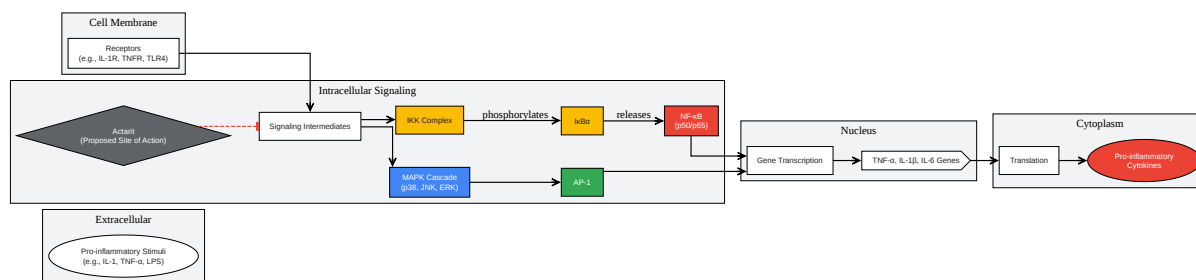 Cell Membrane
Receptors
(e.g., IL-1R, TNFR, TLR4)
Intracellular Signaling
Actarit
(Proposed Site of Action)
Signaling Intermediates
IKK Complex
phosphorylates
IκBα
releases
NF-κB
(p50/p65)
MAPK Cascade
(p38, JNK, ERK)
AP-1
Nucleus
Gene Transcription
TNF-α, IL-1β, IL-6 Genes
Cytoplasm
Translation
Pro-inflammatory
Cytokines
Extracellular
Pro-inflammatory Stimuli
(e.g., IL-1, TNF-α, LPS)